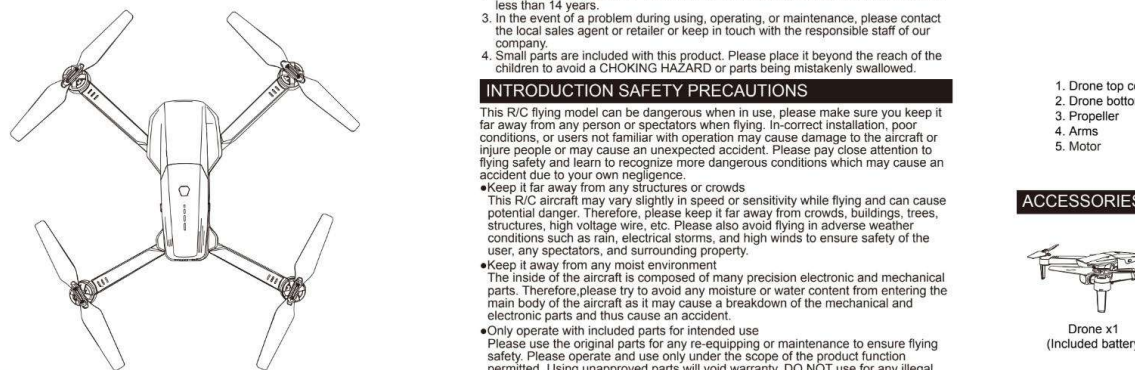 less than 14 years.
3. In the event of a problem during using, operating, or maintenance, please contact
the local sales agent or retailer or keep in touch with the responsible staff of our
company.
4. Small parts are included with this product. Please place it beyond the reach of the
children to avoid a CHOKING HAZARD or parts being mistakenly swallowed.
INTRODUCTION SAFETY PRECAUTIONS
This R/C flying model can be dangerous when in use, please make sure you keep it
far away from any person or spectators when flying. In-correct installation, poor
conditions, or users not familiar with operation may cause damage to the aircraft or
injure people or may cause an unexpected accident. Please pay close attention to
flying safety and learn to recognize more dangerous conditions which may cause an
accident due to your own negligence.
●Keep it far away from any structures or crowds
This R/C aircraft may vary slightly in speed or sensitivity while flying and can cause
potential danger. Therefore, please keep it far away from crowds, buildings, trees,
structures, high voltage wire, etc. Please also avoid flying in adverse weather
conditions such as rain, electrical storms, and high winds to ensure safety of the
user, any spectators, and surrounding property.
●Keep it away from any moist environment
The inside of the aircraft is composed of many precision electronic and mechanical
parts. Therefore,please try to avoid any moisture or water content from entering the
main body of the aircraft as it may cause a breakdown of the mechanical and
electronic parts and thus cause an accident.
●Only operate with included parts for intended use
Please use the original parts for any re-equipping or maintenance to ensure flying
safety. Please operate and use only under the scope of the product function
permitted. Using unapproved parts will void warranty. DO NOT use for any illegal
1. Drone top
2. Drone
3. Propeller
4. Arms
5. Motor
ACCESSORIES
Drone x1
(Included battery